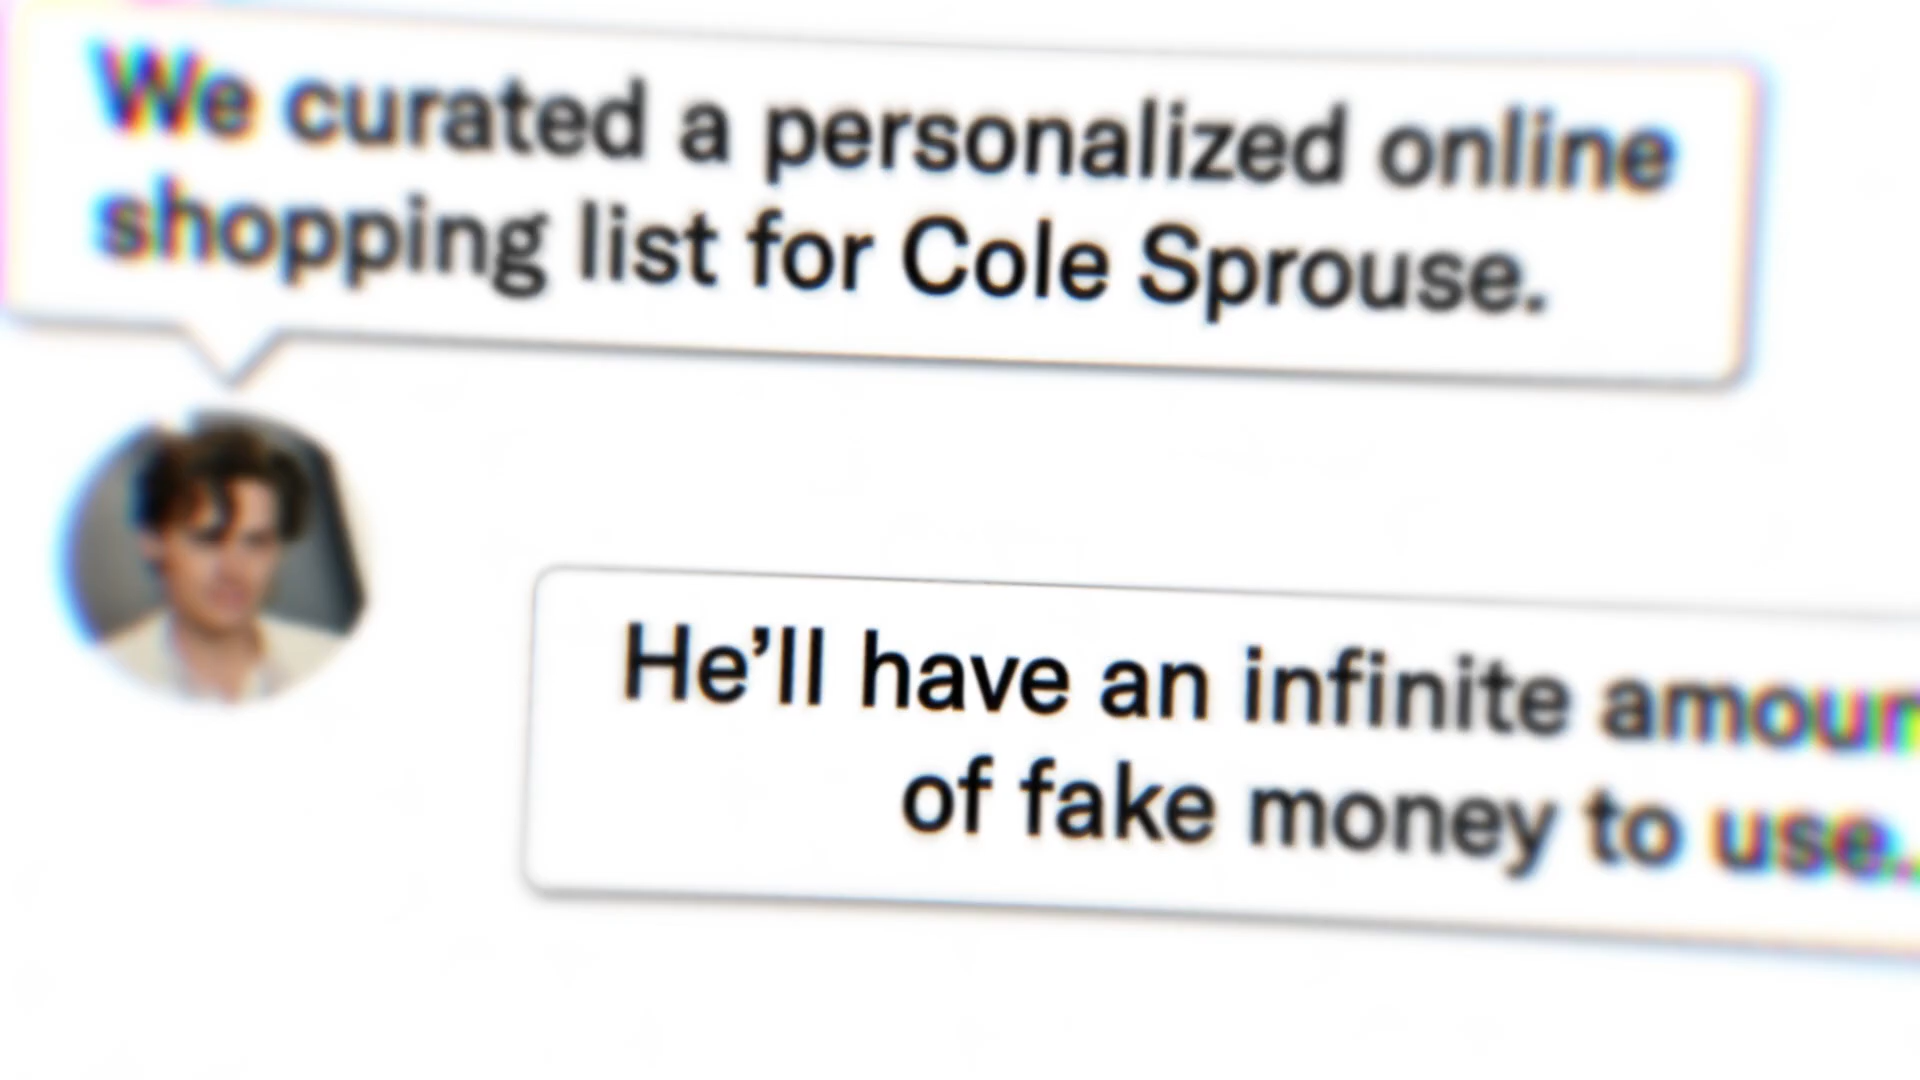 We curated a personalized online
shopping list for Cole Sprouse.
He’ll have an infinite
of fake money to use.